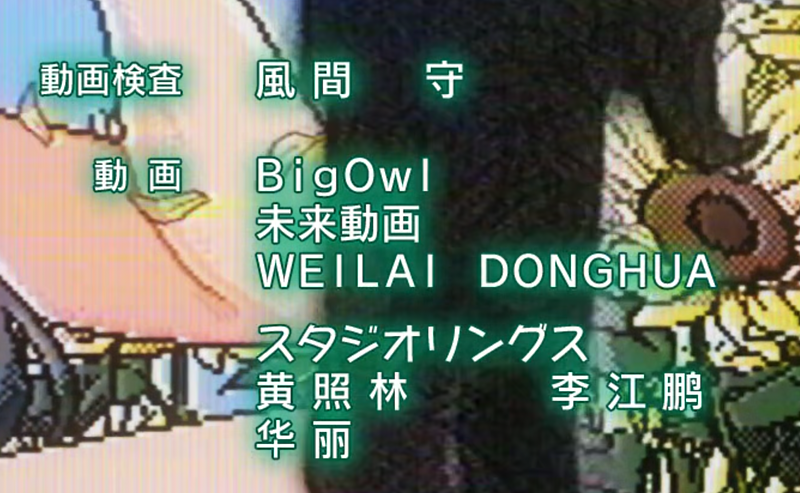 動画検査 風間 守
動画 BigOwl
未来動画
WEILAI DONGHUA
スタジオリングス
黄照林 李江鹏
华丽